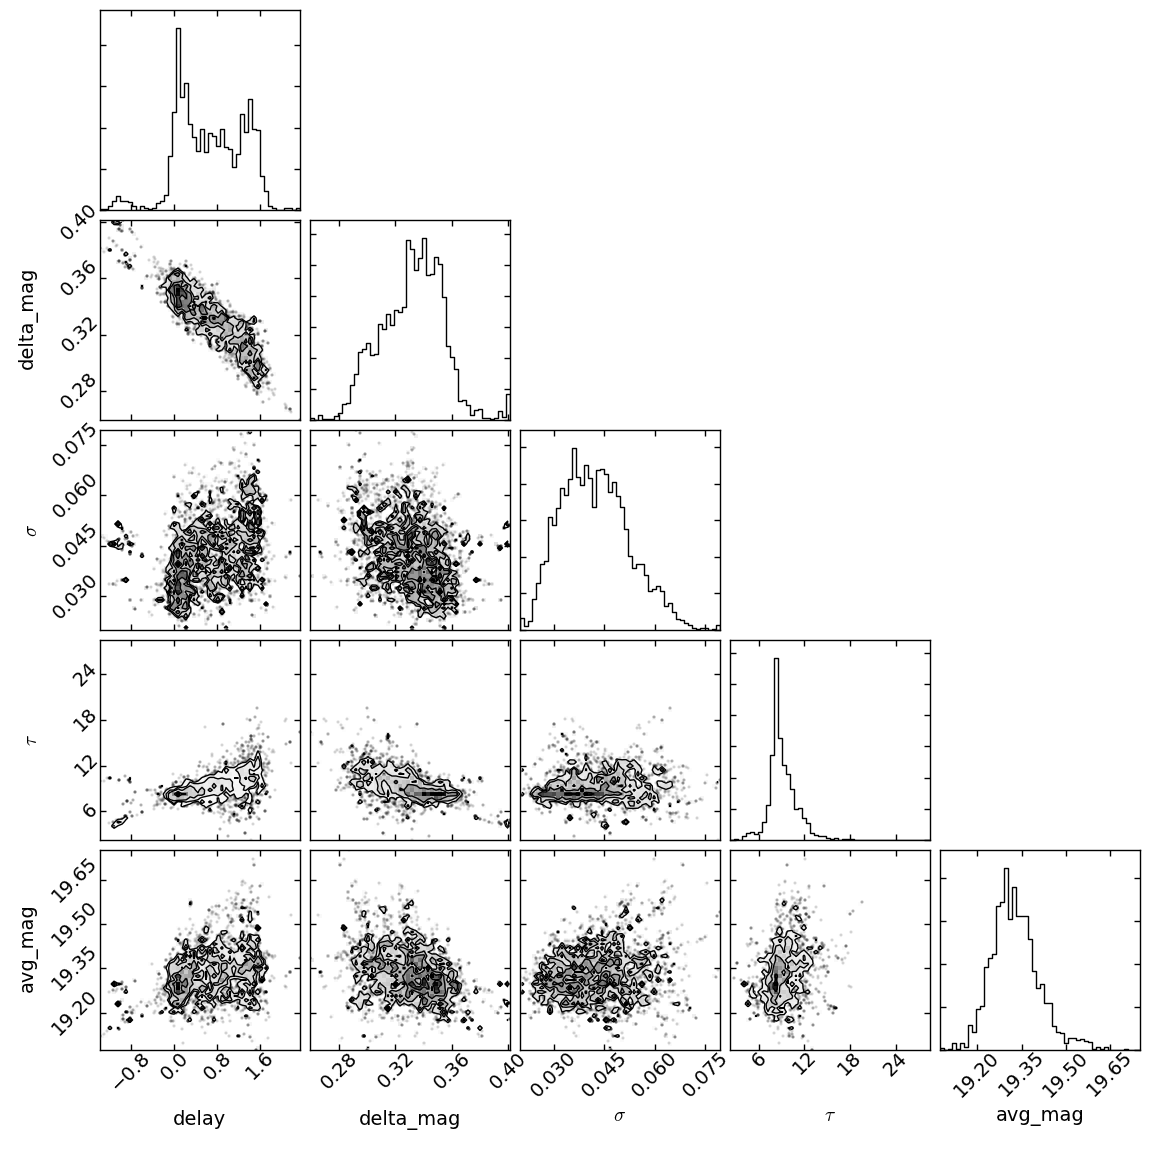 0.40
0.36
0.32
0.28
delta_mag
0.075
0.060
0.045
0.030
σ
24
18
12
6
τ
19.65
19.50
19.35
19.20
avg_mag
−0.8 0.0 0.8 1.6
0.28 0.32 0.36 0.40
0.030 0.045 0.060 0.075
6 12 18 24
19.20 19.35 19.50 19.65
delay delta_mag σ τ avg_mag